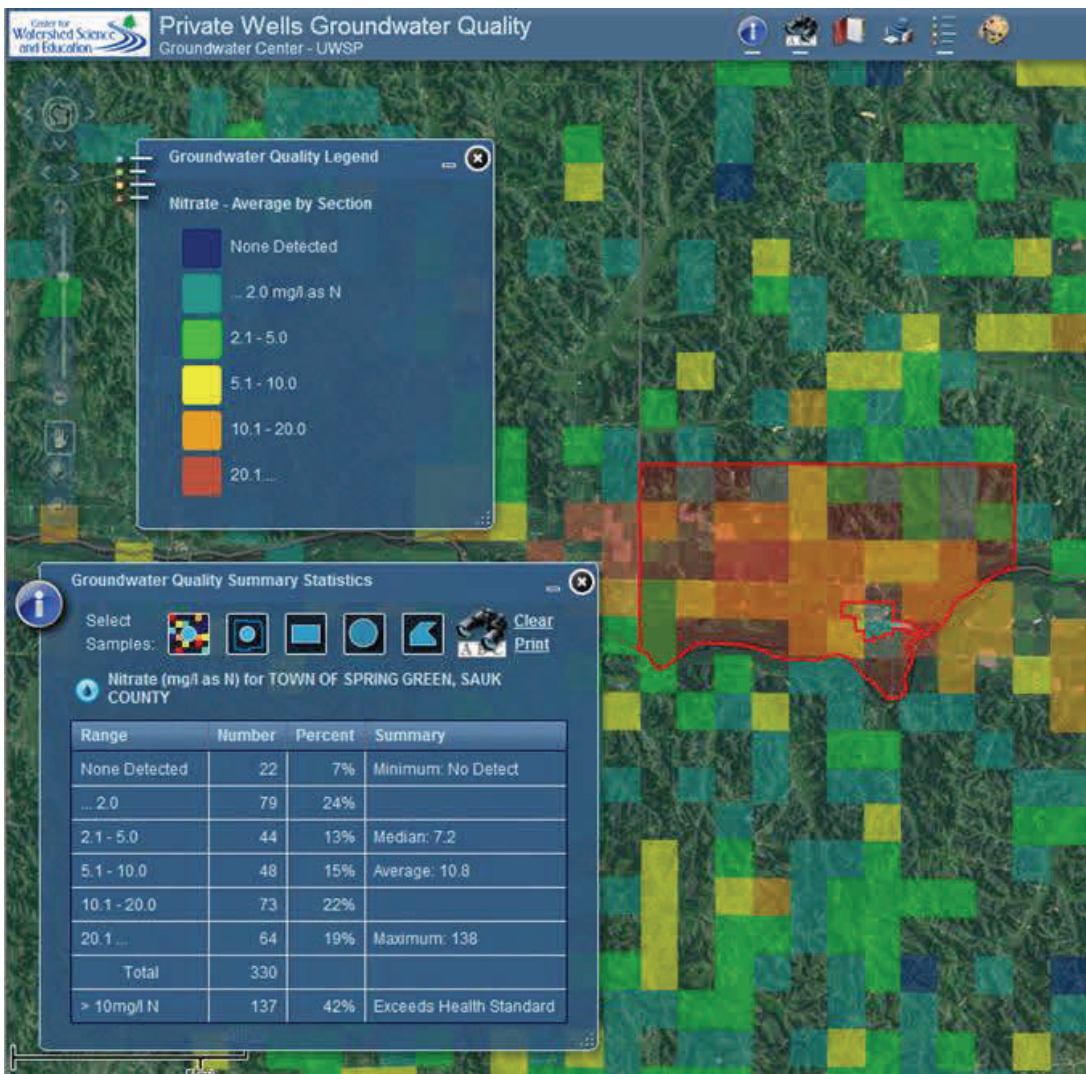 Center for
Watershed Science
and Education
Private Wells Groundwater Quality
Groundwater Center - UWSP
Groundwater Quality Legend
Nitrate - Average by Section
None Detected
... 2.0 mg/l as N
2.1 - 5.0
5.1 - 10.0
10.1 - 20.0
20.1...
Groundwater Quality Summary Statistics
Select
Samples:
Clear
Print
Nitrate (mg/l as N) for TOWN OF SPRING GREEN, SAUK
COUNTY
Range Number Percent Summary
None Detected 22 7% Minimum: No Detect
... 2.0 79 24%
2.1 - 5.0 44 13% Median: 7.2
5.1 - 10.0 48 15% Average: 10.8
10.1 - 20.0 73 22%
20.1 ... 64 19% Maximum: 138
Total 330
> 10mg/l N 137 42% Exceeds Health Standard